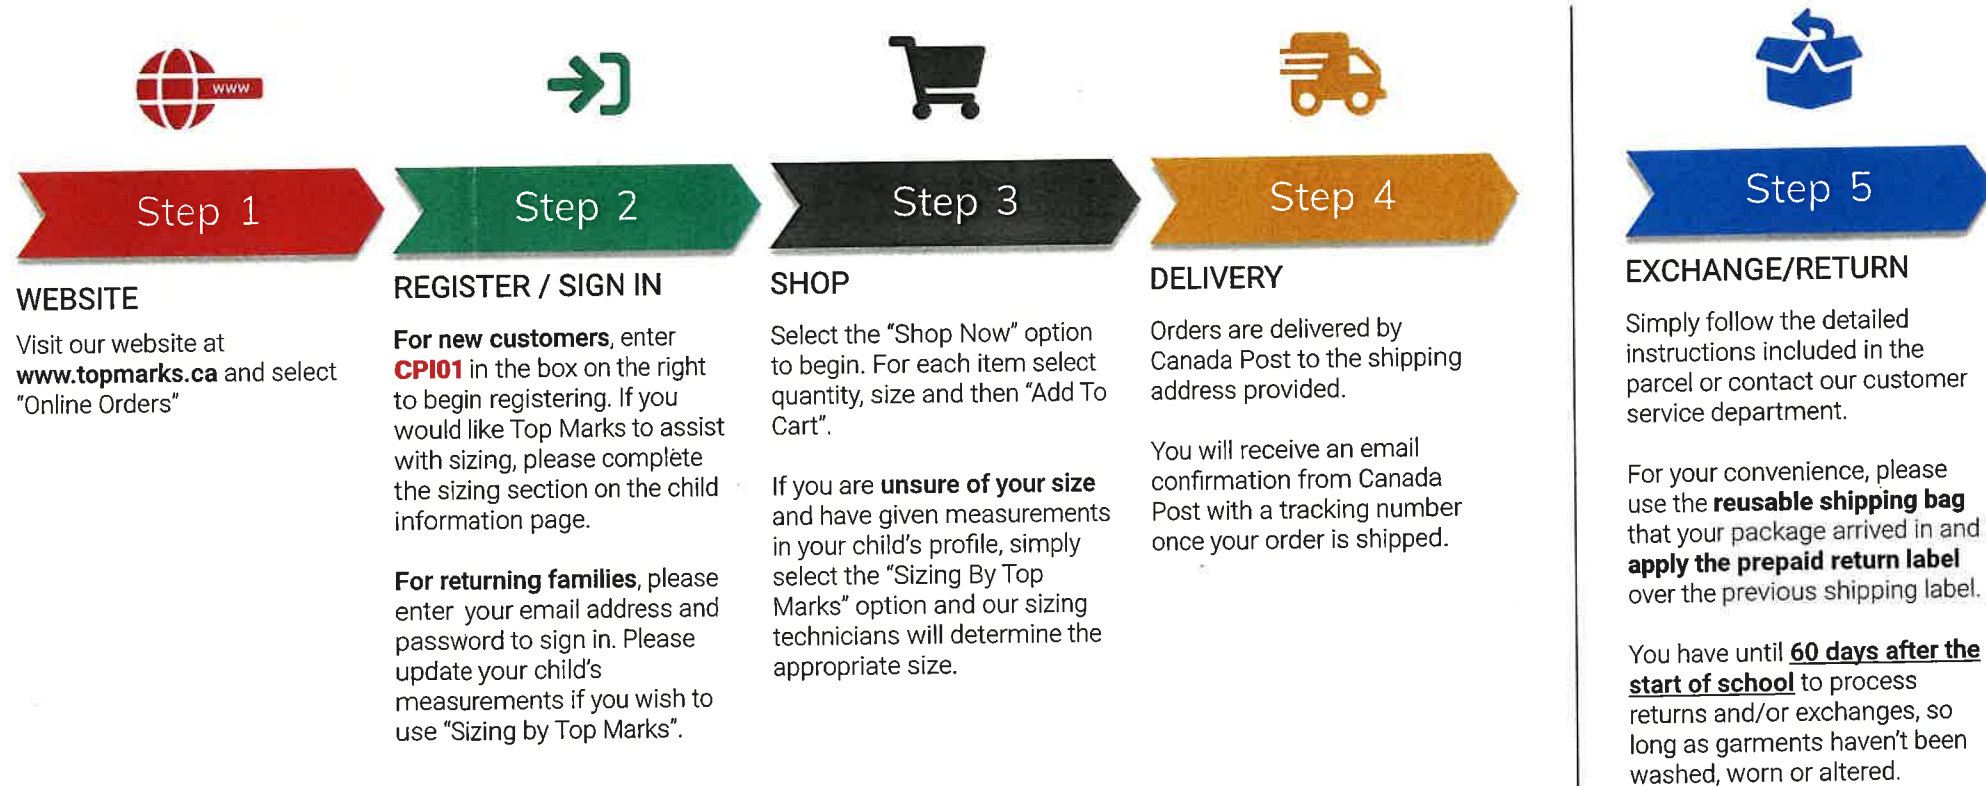 www
Step 1
WEBSITE
Visit our website at
www.topmarks.ca and select
“Online Orders”
Step 2
REGISTER / SIGN IN
For new customers, enter
CPI01 in the box on the right
to begin registering. If you
would like Top Marks to assist
with sizing, please complete
the sizing section on the child
information page.
For returning families, please
enter your email address and
password to sign in. Please
update your child's
measurements if you wish to
use “Sizing by Top Marks”.
Step 3
SHOP
Select the “Shop Now” option
to begin. For each item select
quantity, size and then “Add To
Cart”.
If you are unsure of your size
and have given measurements
in your child's profile, simply
select the “Sizing By Top
Marks” option and our sizing
technicians will determine the
appropriate size.
Step 4
DELIVERY
Orders are delivered by
Canada Post to the shipping
address provided.
You will receive an email
confirmation from Canada
Post with a tracking number
once your order is shipped.
Step 5
EXCHANGE/RETURN
Simply follow the detailed
instructions included in the
parcel or contact our customer
service department.
For your convenience, please
use the reusable shipping bag
that your package arrived in and
apply the prepaid return label
over the previous shipping label.
You have until 60 days after the
start of school to process
returns and/or exchanges, so
long as garments haven't been
washed, worn or altered.